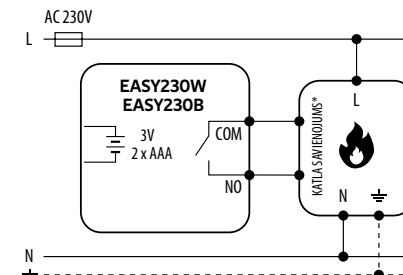 AC 230V
L
EASY230W
EASY230B
3V
2 x AAA
COM
NO
KATLA SAVIENOJUMS*
L
N
N